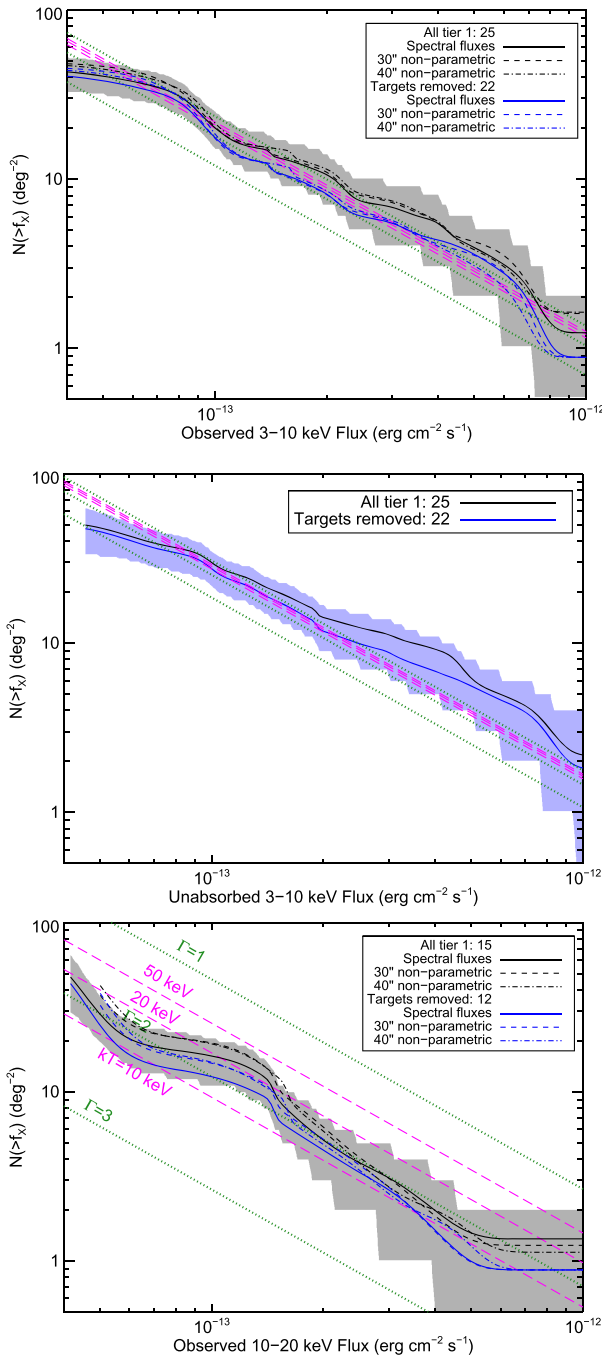 100
10
1
N(>fX) (deg−2)
All tier 1: 25
Spectral fluxes
30" non−parametric
40" non−parametric
Targets removed: 22
Spectral fluxes
30" non−parametric
40" non−parametric
10−13
10−12
Observed 3−10 keV Flux (erg cm−2 s−1)
100
10
1
N(>fX) (deg−2)
All tier 1: 25
Targets removed: 22
10−13
10−12
Unabsorbed 3−10 keV Flux (erg cm−2 s−1)
100
10
1
N(>fX) (deg−2)
Γ=1
50 keV
20 keV
Γ=2
kT=10 keV
Γ=3
All tier 1: 15
Spectral fluxes
30" non−parametric
40" non−parametric
Targets removed: 12
Spectral fluxes
30" non−parametric
40" non−parametric
10−13
10−12
Observed 10−20 keV Flux (erg cm−2 s−1)